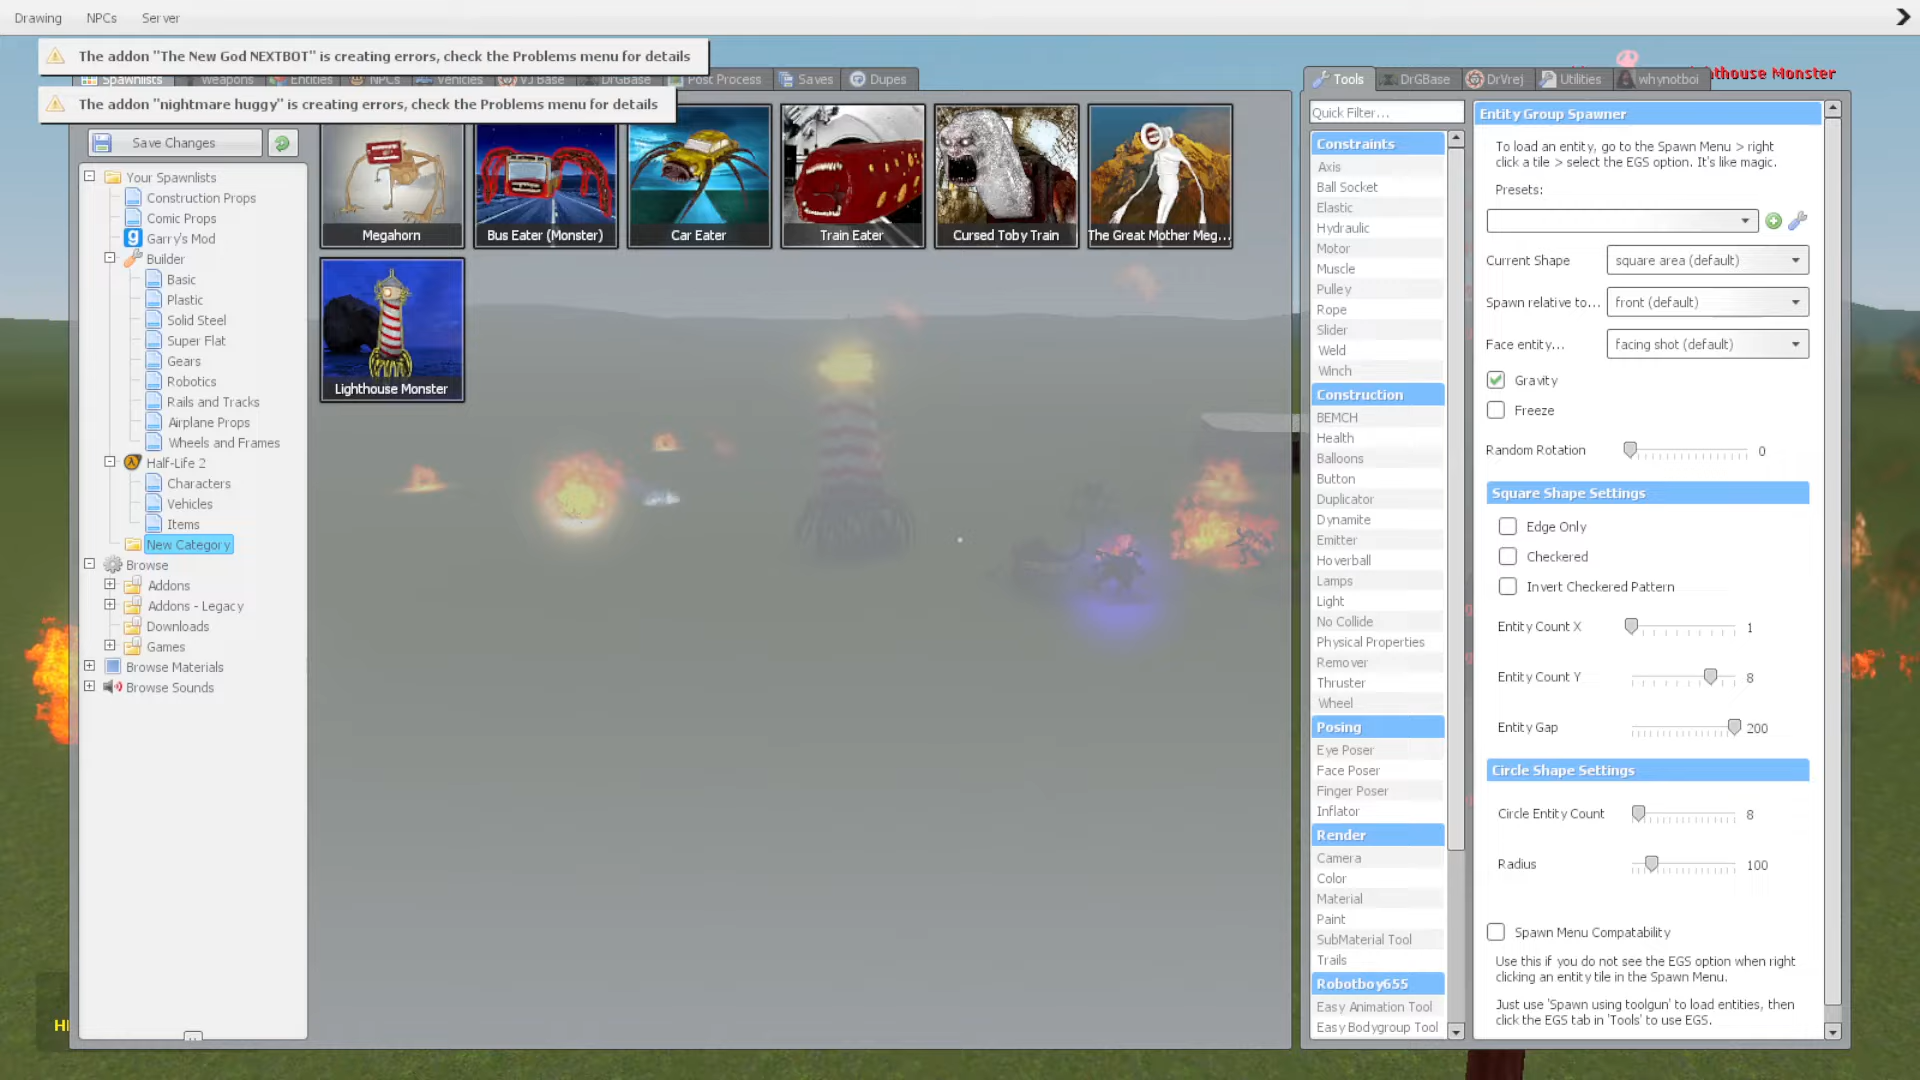 Drawing NPCs Server
The addon "The New God NEXTBOT" is creating errors, check the Problems menu for details
Spawnlists Weapons Entities NPCs Vehicles VJ Base DrGBase Post Process Saves Dupes
The addon "nightmare huggy" is creating errors, check the Problems menu for details
Save Changes
Your Spawnlists
Construction Props
Comic Props
Garry's Mod
Builder
Basic
Plastic
Solid Steel
Super Flat
Gears
Robotics
Rails and Tracks
Airplane Props
Wheels and Frames
Half-Life 2
Characters
Vehicles
Items
New Category
Browse
Addons
Addons - Legacy
Downloads
Games
Browse Materials
Browse Sounds
Megahorn
Bus Eater (Monster)
Car Eater
Train Eater
Cursed Toby Train
The Great Mother Meg...
Lighthouse Monster
Tools DrGBase DrVrej Utilities whynotboi
hthouse Monster
Quick Filter...
Constraints
Axis
Ball Socket
Elastic
Hydraulic
Motor
Muscle
Pulley
Rope
Slider
Weld
Winch
Construction
BEMCH
Health
Balloons
Button
Duplicator
Dynamite
Emitter
Hoverball
Lamps
Light
No Collide
Physical Properties
Remover
Thruster
Wheel
Posing
Eye Poser
Face Poser
Finger Poser
Inflator
Render
Camera
Color
Material
Paint
SubMaterial Tool
Trails
Robotboy655
Easy Animation Tool
Easy Bodygroup Tool
Entity Group Spawner
To load an entity, go to the Spawn Menu > right
click a tile > select the EGS option. It's like magic.
Presets:
Current Shape square area (default)
Spawn relative to... front (default)
Face entity... facing shot (default)
Gravity
Freeze
Random Rotation 0
Square Shape Settings
Edge Only
Checkered
Invert Checkered Pattern
Entity Count X 1
Entity Count Y 8
Entity Gap 200
Circle Shape Settings
Circle Entity Count 8
Radius 100
Spawn Menu Compatability
Use this if you do not see the EGS option when right
clicking an entity tile in the Spawn Menu.
Just use 'Spawn using toolgun' to load entities, then
click the EGS tab in 'Tools' to use EGS.